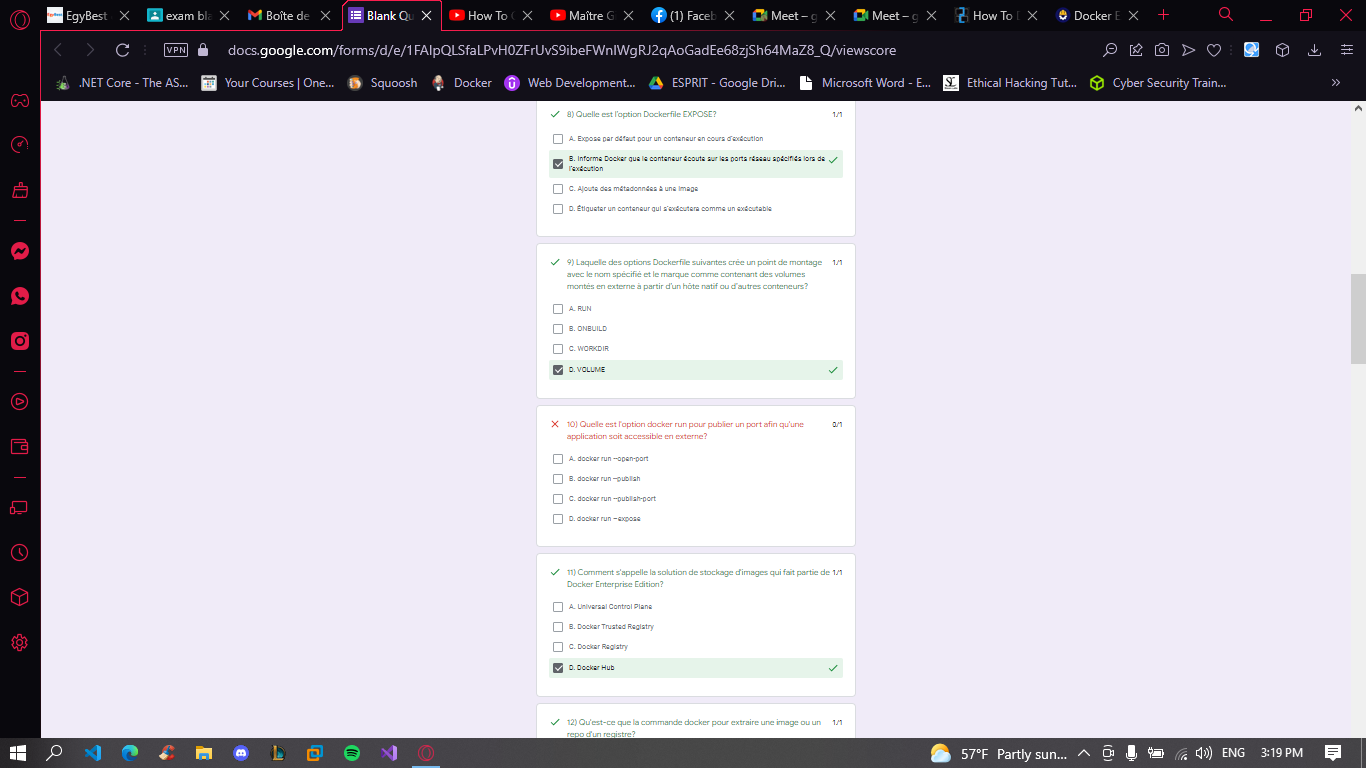 EgyBest
exam bla
Boîte de
Blank Qu
How To C
Maître G
(1) Faceb
Meet – g
Meet – g
How To D
Docker E
VPN
docs.google.com/forms/d/e/1FAIpQLSfaLPvH0ZFrUvS9ibeFWnIWgRJ2qAoGadEe68zjSh64MaZ8_Q/viewscore
.NET Core - The AS...
Your Courses | One...
Squoosh
Docker
Web Development...
ESPRIT - Google Dri...
Microsoft Word - E...
Ethical Hacking Tut...
Cyber Security Train...
8) Quelle est l'option Dockerfile EXPOSE?
1/1
A. Expose par défaut pour un conteneur en cours d'exécution
B. Informe Docker que le conteneur écoute sur les ports réseau spécifiés lors de
l'exécution
C. Ajoute des métadonnées à une image
D. Étiqueter un conteneur qui s'exécutera comme un exécutable
9) Laquelle des options Dockerfile suivantes crée un point de montage
1/1
avec le nom spécifié et le marque comme contenant des volumes
montés en externe à partir d'un hôte natif ou d'autres conteneurs?
A. RUN
B. ONBUILD
C. WORKDIR
D. VOLUME
10) Quelle est l'option docker run pour publier un port afin qu'une
0/1
application soit accessible en externe?
A. docker run --open-port
B. docker run --publish
C. docker run --publish-port
D. docker run --expose
11) Comment s'appelle la solution de stockage d'images qui fait partie de
1/1
Docker Enterprise Edition?
A. Universal Control Plane
B. Docker Trusted Registry
C. Docker Registry
D. Docker Hub
12) Qu'est-ce que la commande docker pour extraire une image ou un
1/1
repo d'un registre?
57°F Partly sun...
ENG
3:19 PM